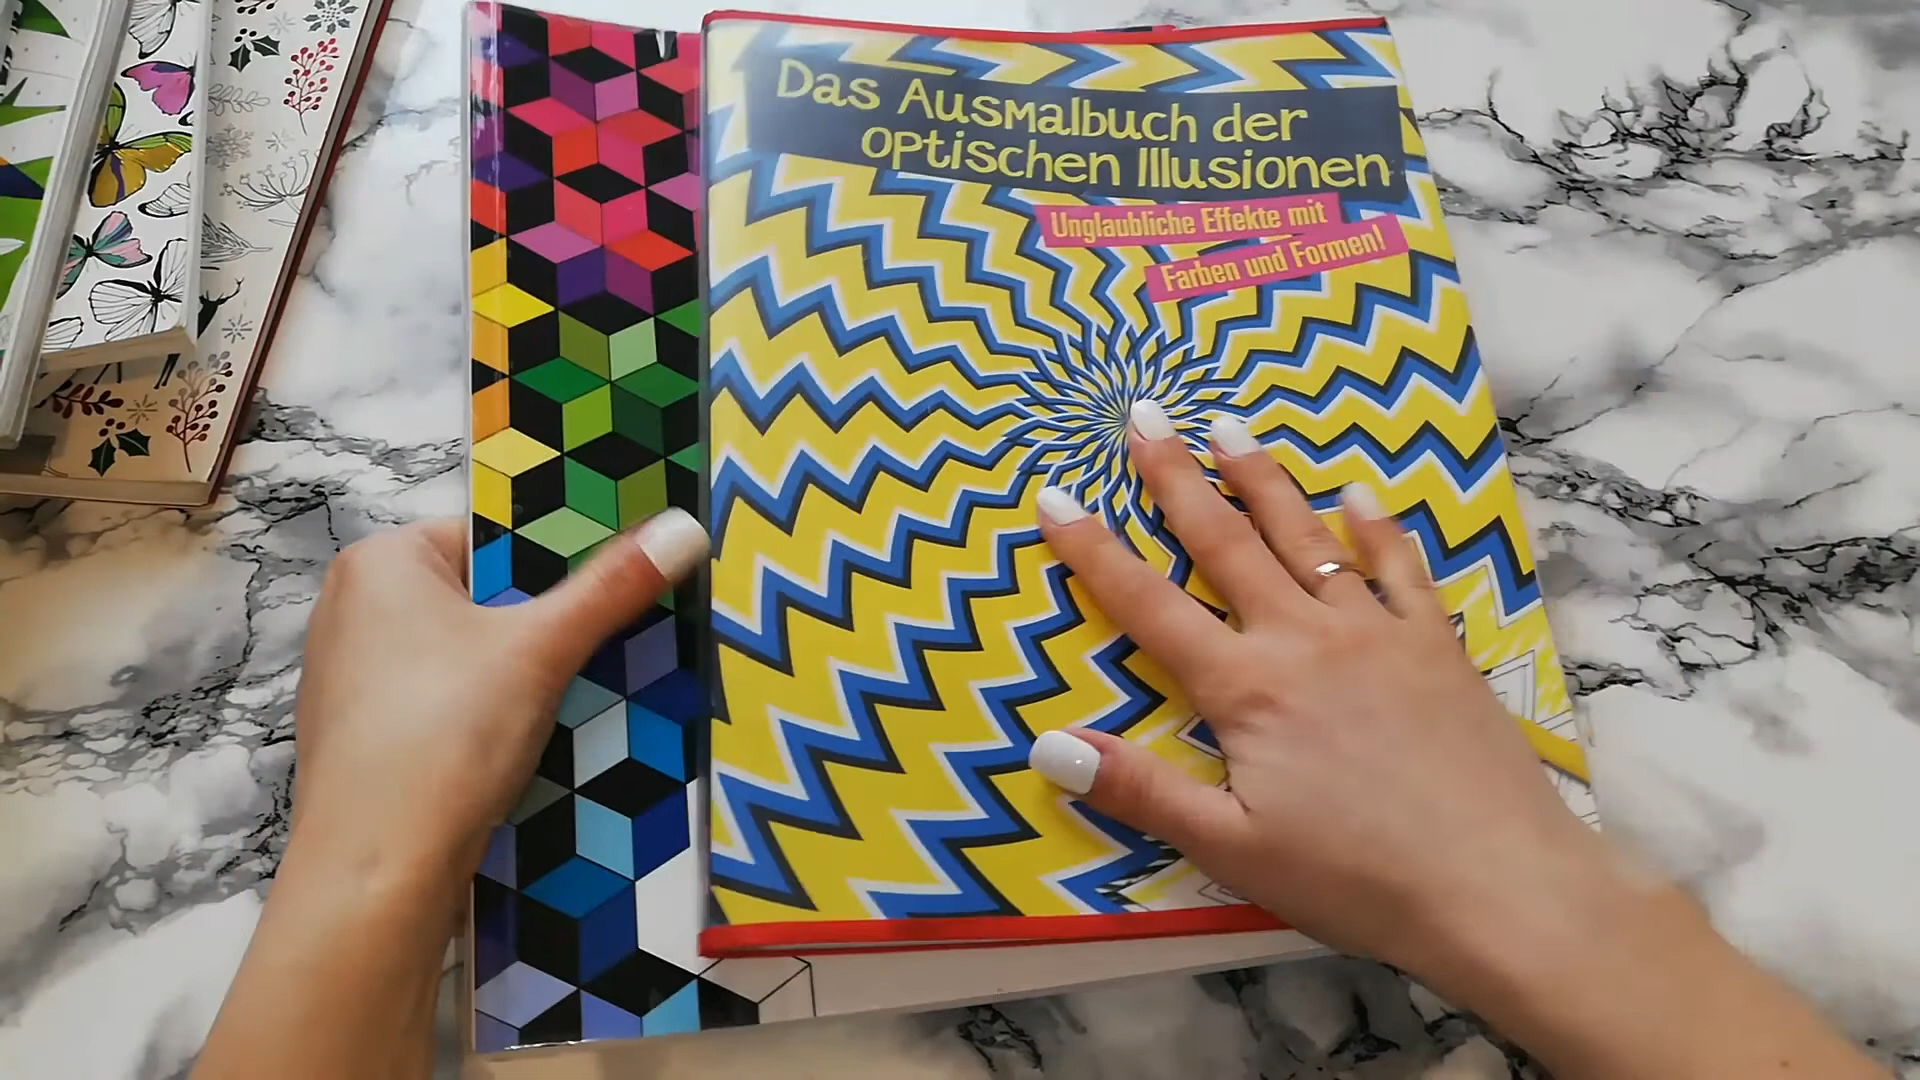 Das Ausmalbuch der
optischen Illusionen
Unglaubliche Effekte mit
Farben und Formen!